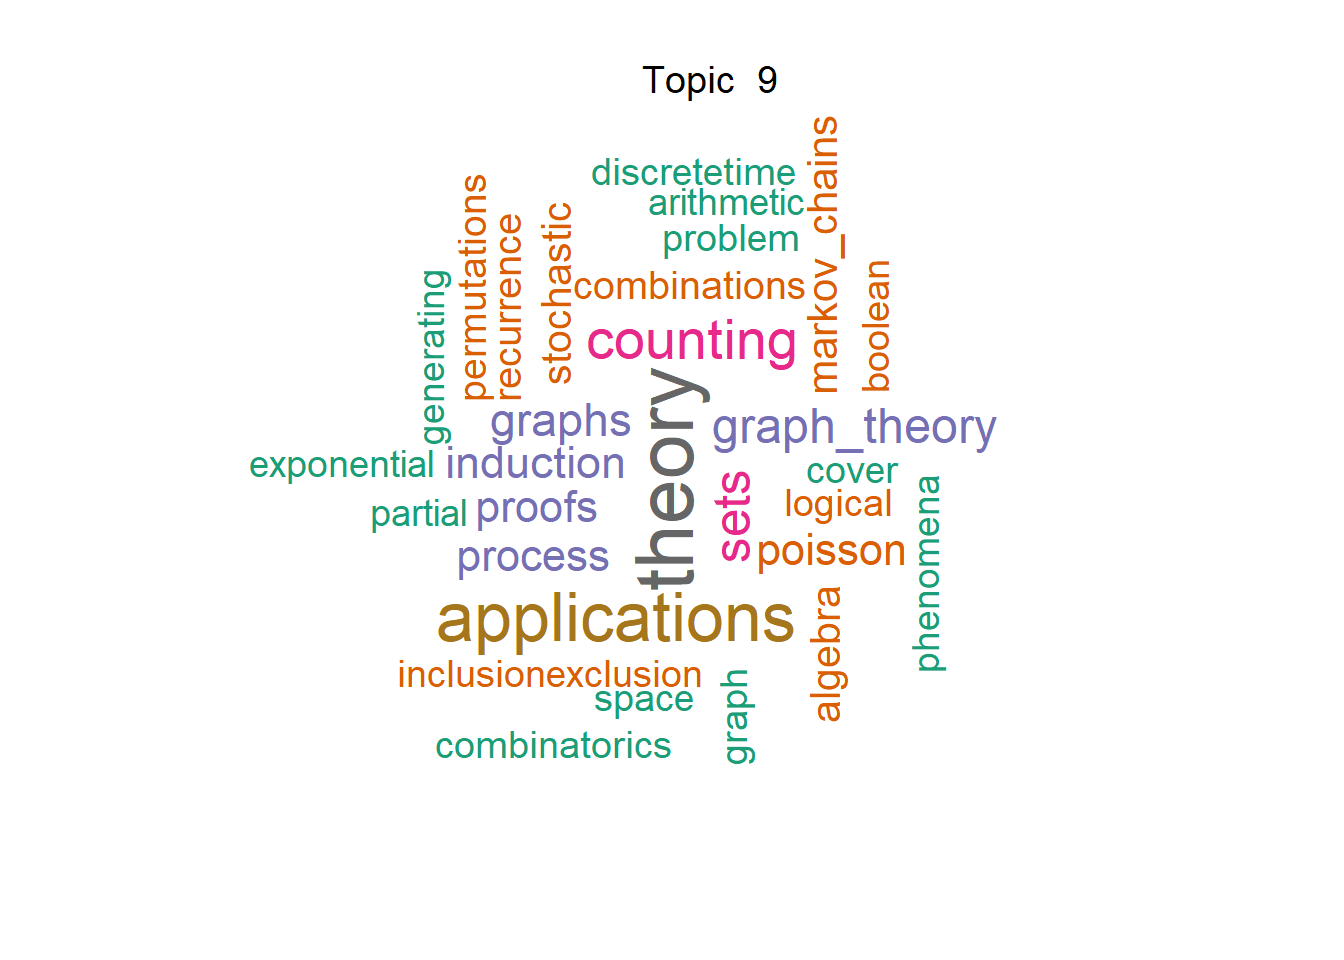 Topic 9
discretetime
arithmetic
problem
markov_chains
permutations
recurrence
stochastic
combinations
boolean
generating
counting
theory
graphs
graph_theory
exponential
induction
cover
partial
proofs
sets
logical
phenomena
process
poisson
applications
algebra
inclusionexclusion
space
graph
combinatorics